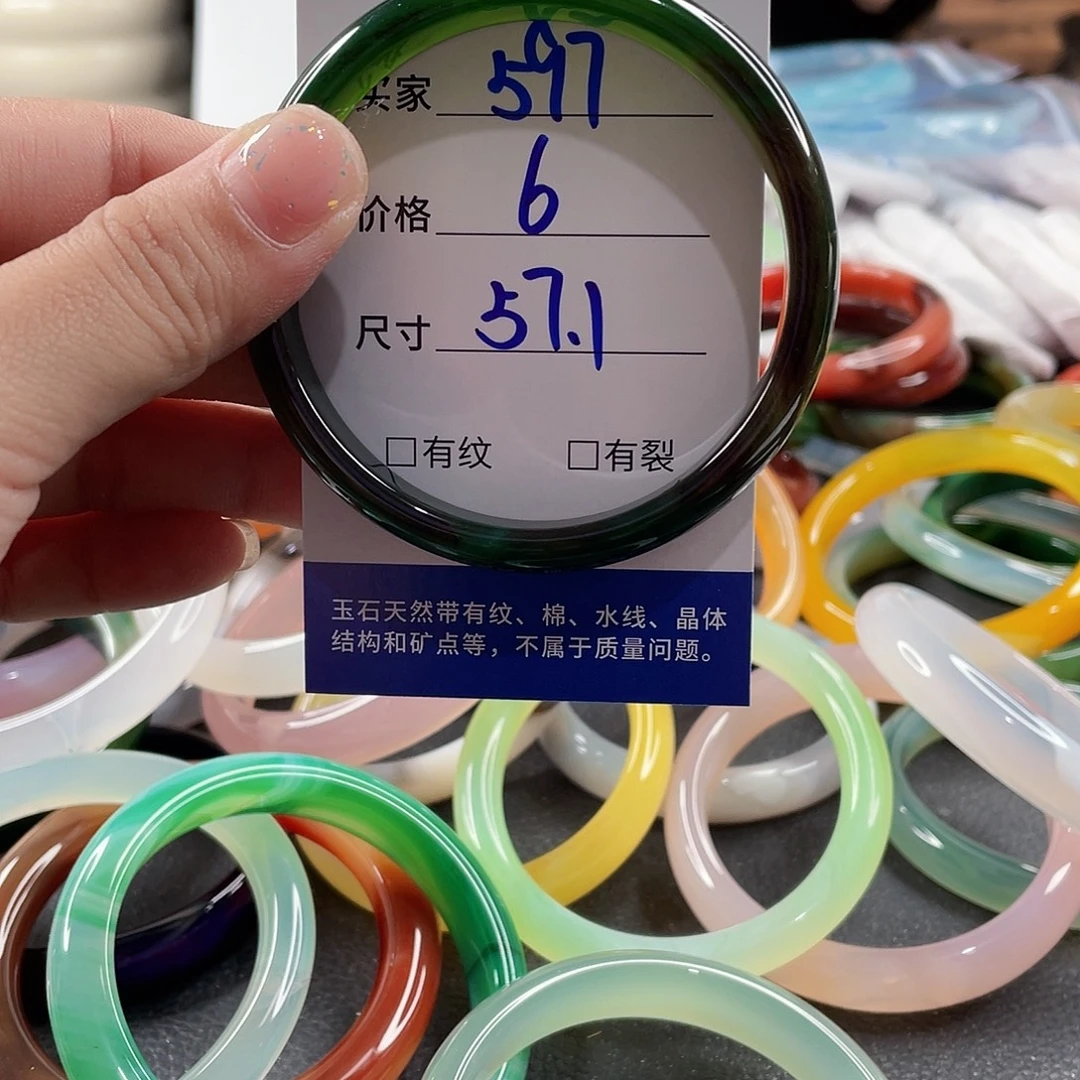 买家 597
价格 6
尺寸 57.1
□有纹 □有裂
玉石天然带有纹、棉、水线、晶体
结构和矿点等，不属于质量问题。